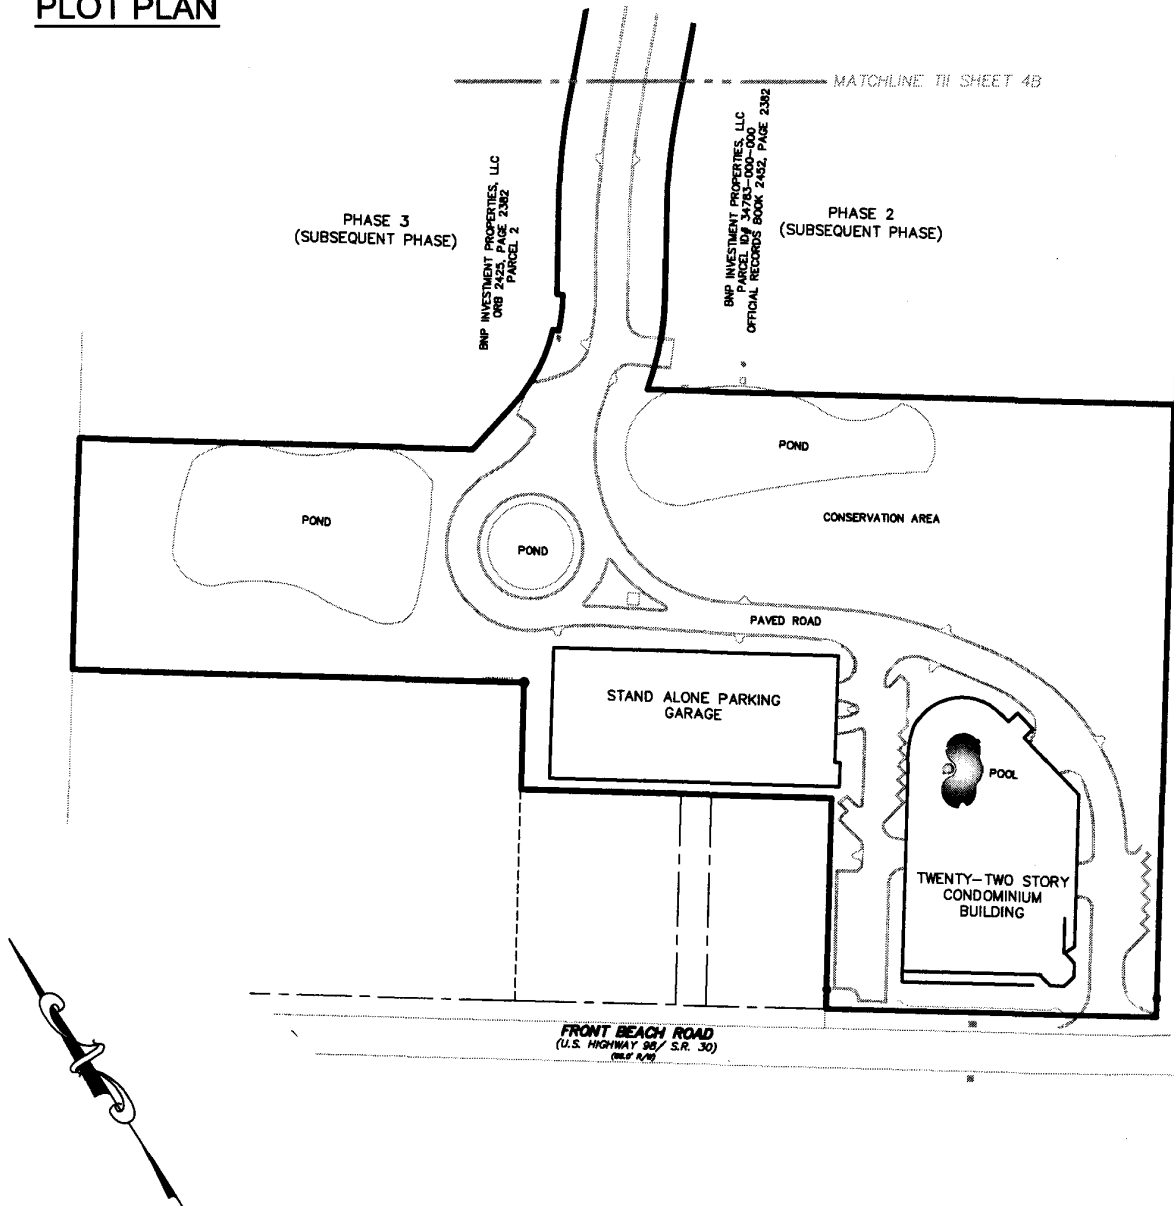 PLOT PLAN
MATCHLINE TII SHEET 4B
BNP INVESTMENT PROPERTIES, LLC
ORB 2425, PAGE 2382
PARCEL 2
BNP INVESTMENT PROPERTIES, LLC
PARCEL ID# 34783-000-000
OFFICIAL RECORDS BOOK 2452, PAGE 2382
PHASE 3
(SUBSEQUENT PHASE)
PHASE 2
(SUBSEQUENT PHASE)
POND
CONSERVATION AREA
POND
POND
PAVED ROAD
STAND ALONE PARKING
GARAGE
POOL
TWENTY-TWO STORY
CONDOMINIUM
BUILDING
FRONT BEACH ROAD
(U.S. HIGHWAY 98/ S.R. 30)